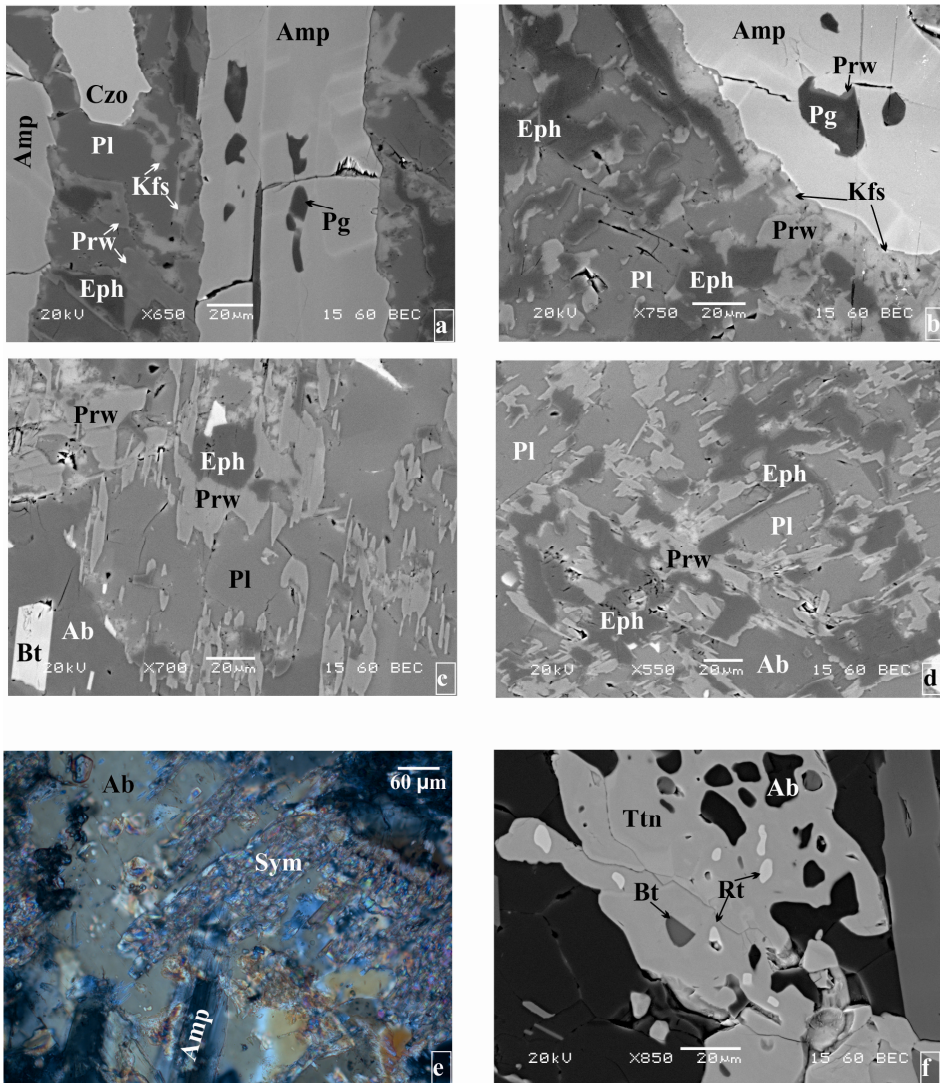 Amp
Czo
Amp
Pl
Kfs
Pg
Prw
Eph
20kV X650 20μm 15 60 BEC a
Amp
Prw
Eph
Pg
Kfs
Prw
Pl Eph
20kV X750 20μm 15 60 BEC b
Prw
Eph
Prw
Pl
Ab
Bt
20kV X700 20μm 15 60 BEC c
Pl
Eph
Pl
Prw
Eph
Ab
20kV X550 20μm 15 60 BEC d
Ab
60 μm
Sym
Amp
e
Ab
Ttn
Bt Rt
20kV X850 20μm 15 60 BEC f